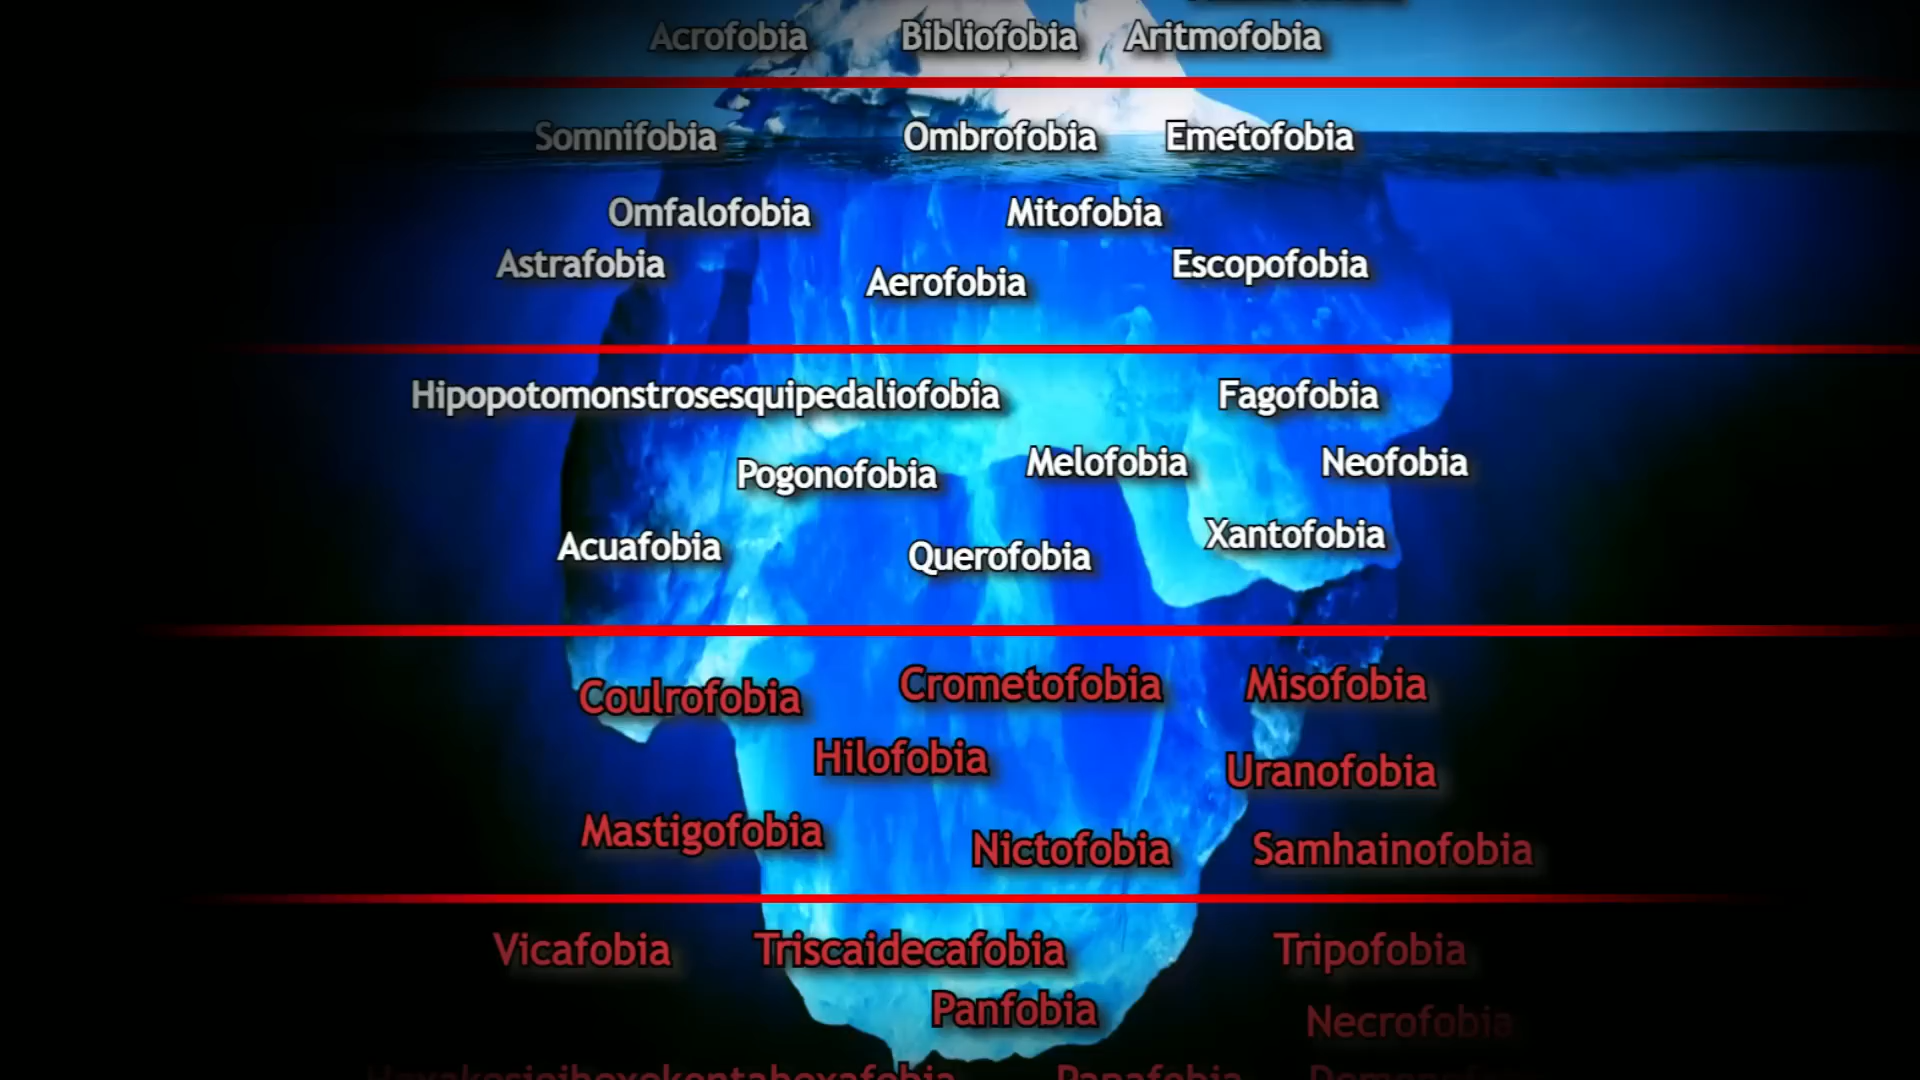 Acrofobia Bibliofobia Aritmofobia
Somnifobia Ombrofobia Emetofobia
Omfalofobia Mitofobia
Astrafobia Aerofobia Escopofobia
Hipopotomonstrosesquipedaliofobia Fagofobia
Pogonofobia Melofobia Neofobia
Acuafobia Querofobia Xantofobia
Coulrofobia Crometofobia Misofobia
Hilofobia Uranofobia
Mastigofobia Nictofobia Samhainofobia
Vicafobia Triscaidecafobia Tripofobia
Panfobia Necrofobia